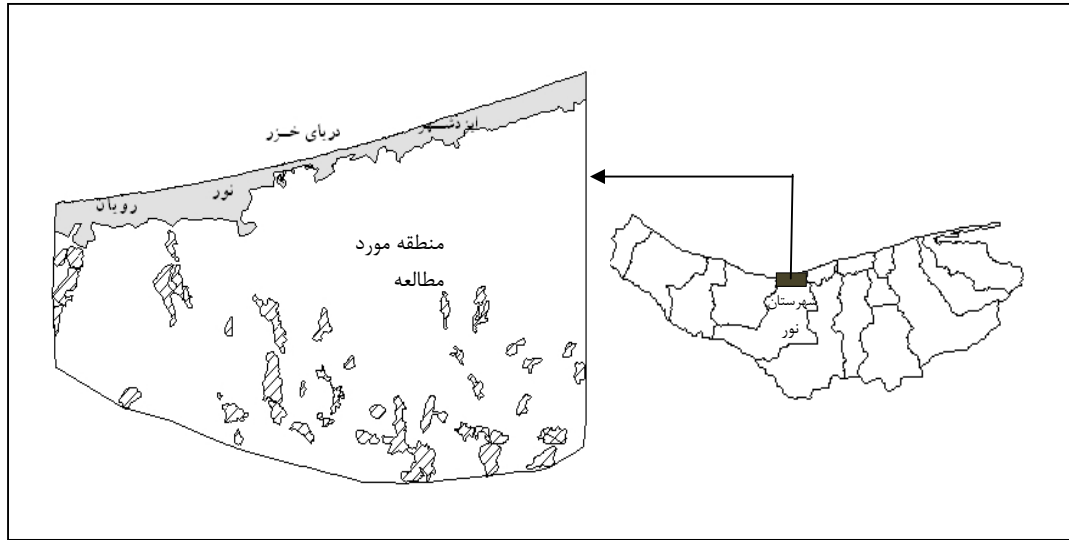 ایزدشهر
دریای خزر
نور
رویان
منطقه مورد
مطالعه
شهرستان
نور